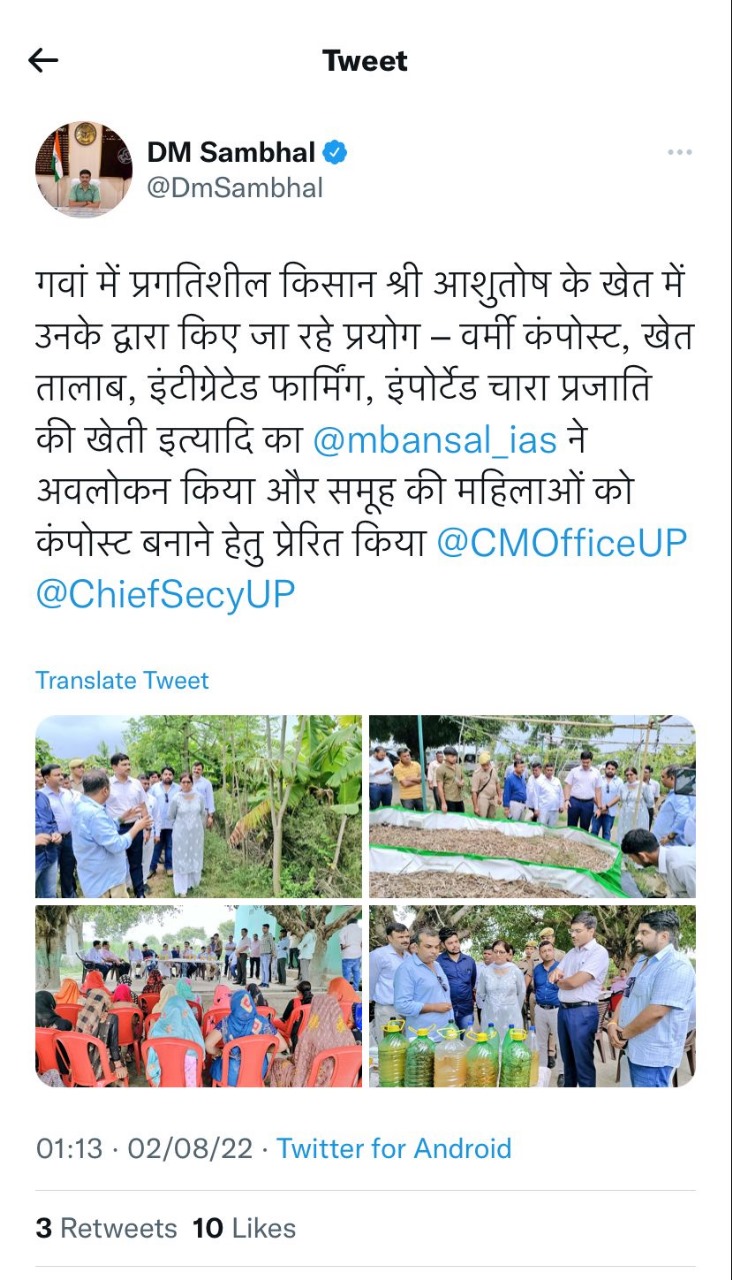 Tweet
DM Sambhal
@DmSambhal
गवां में प्रगतिशील किसान श्री आशुतोष के खेत में
उनके द्वारा किए जा रहे प्रयोग – वर्मी कंपोस्ट, खेत
तालाब, इंटीग्रेटेड फार्मिंग, इंपोर्टेड चारा प्रजाति
की खेती इत्यादि का @mbansal_ias ने
अवलोकन किया और समूह की महिलाओं को
कंपोस्ट बनाने हेतु प्रेरित किया @CMOfficeUP
@ChiefSecyUP
Translate Tweet
01:13 · 02/08/22 · Twitter for Android
3 Retweets 10 Likes